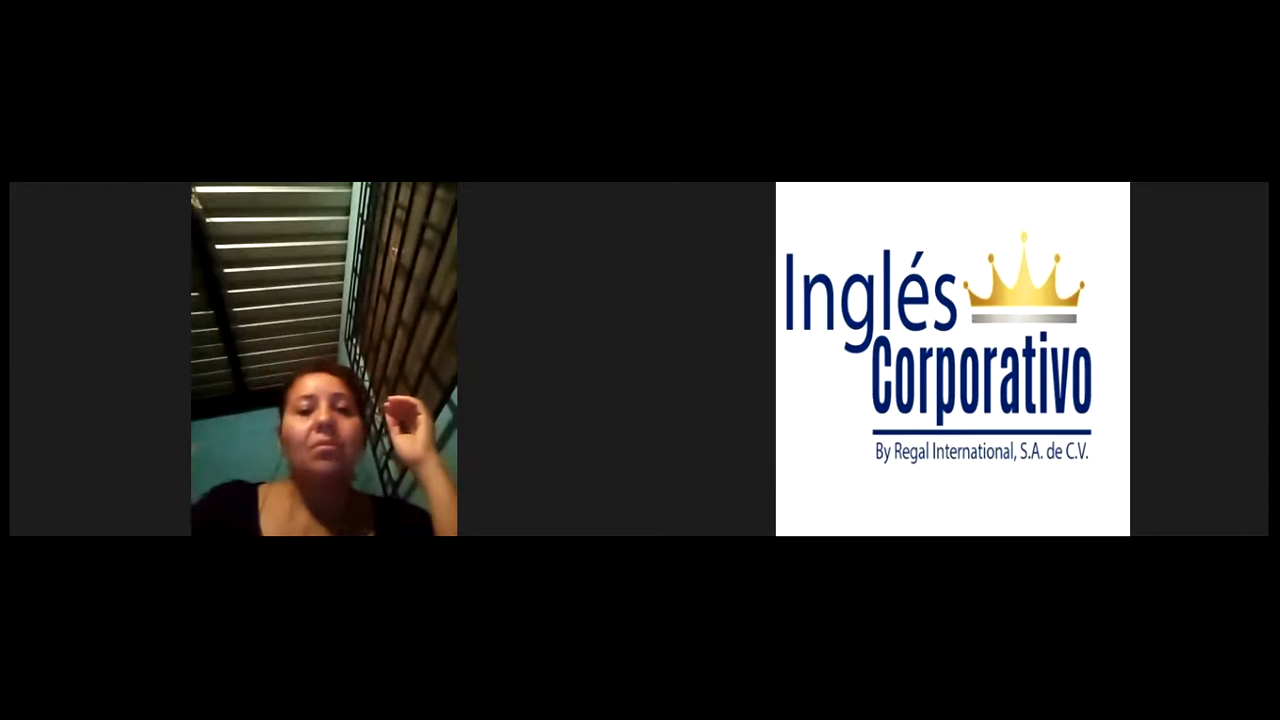 Inglés
Corporativo
By Regal International, S.A. de C.V.